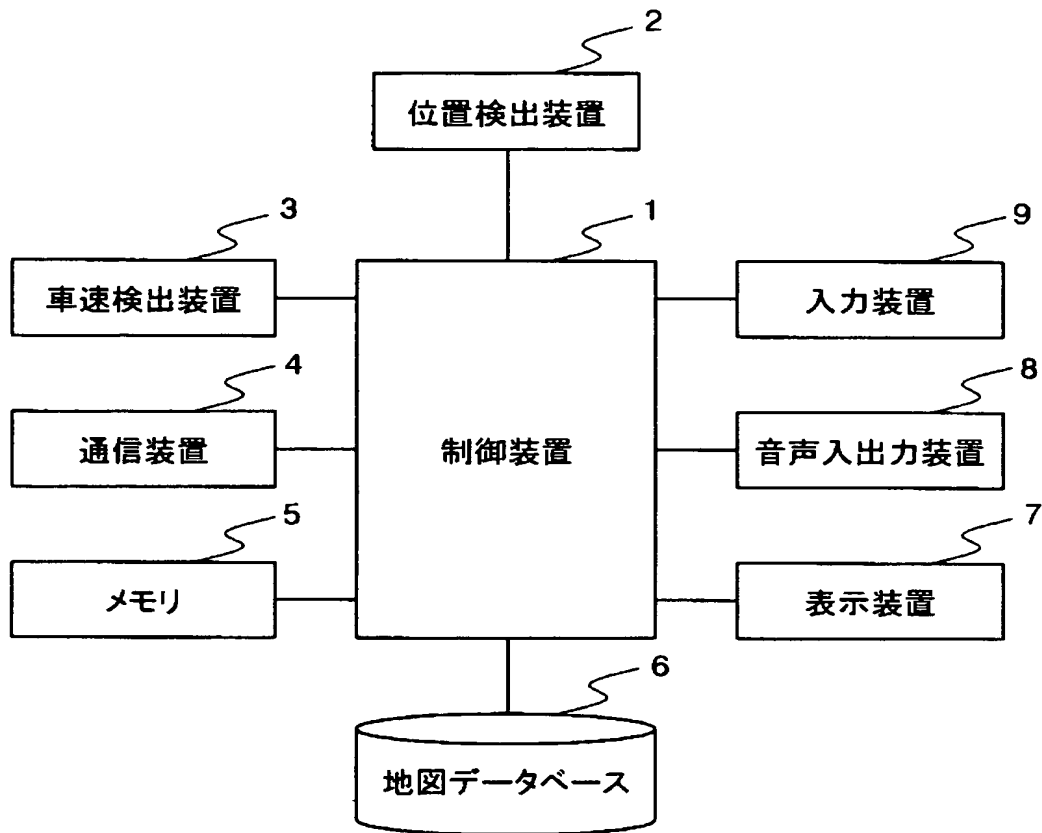 2
位置検出装置
3
1
9
車速検出装置
入力装置
4
8
通信装置
制御装置
音声入出力装置
5
7
メモリ
表示装置
6
地図データベース